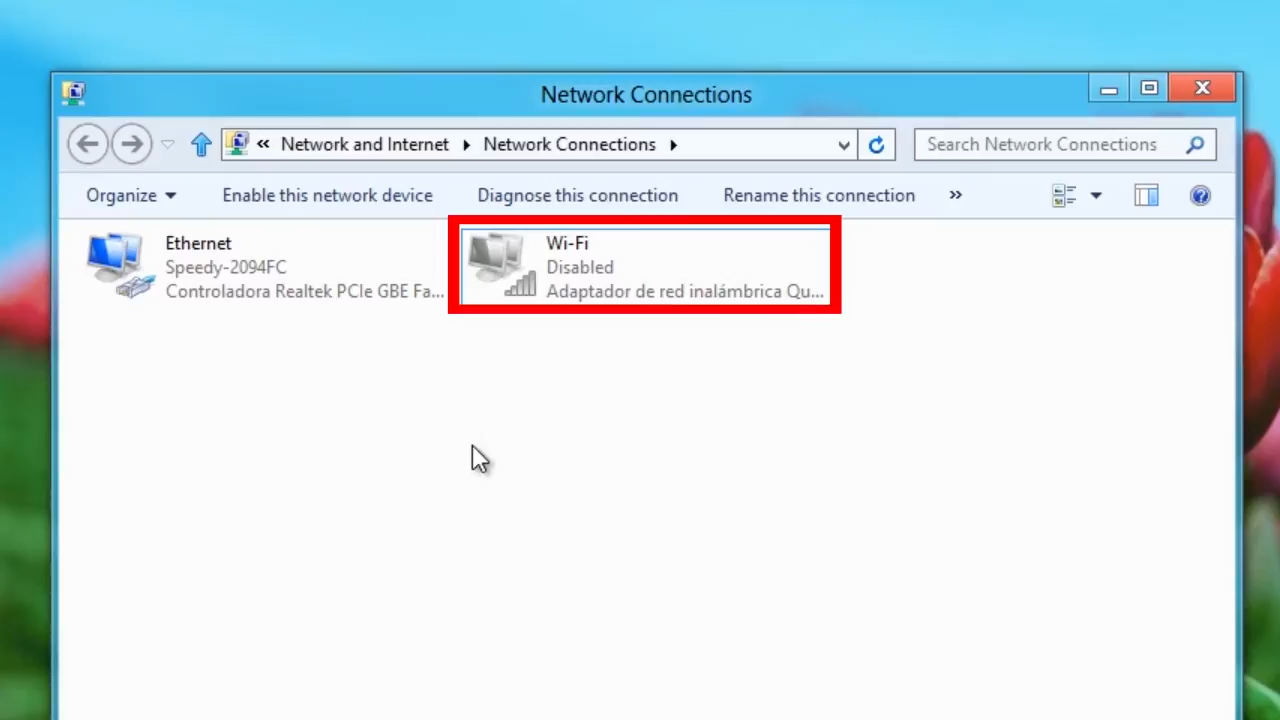 Network Connections
« Network and Internet Network Connections
Search Network Connections
Organize Enable this network device Diagnose this connection Rename this connection »
Ethernet
Speedy-2094FC
Controladora Realtek PCIe GBE Fa...
Wi-Fi
Disabled
Adaptador de red inalámbrica Qu...